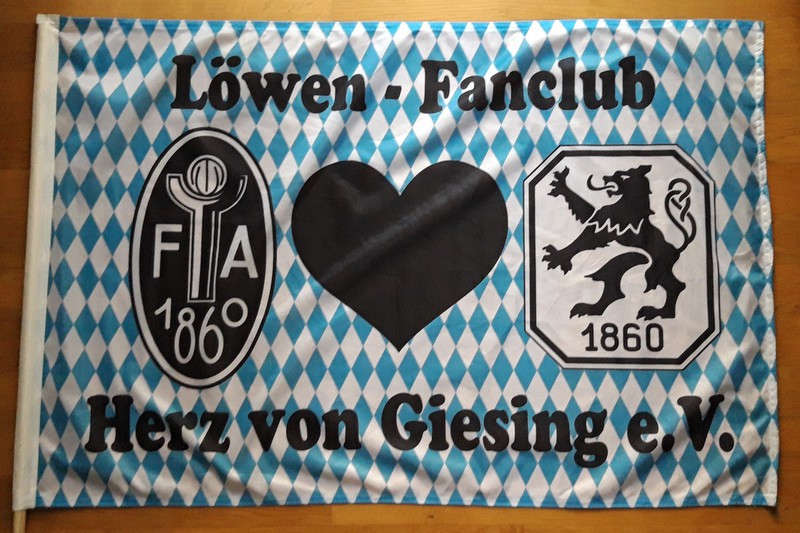 Löwen - Fanclub
F A
1860
1860
Herz von Giesing e.V.